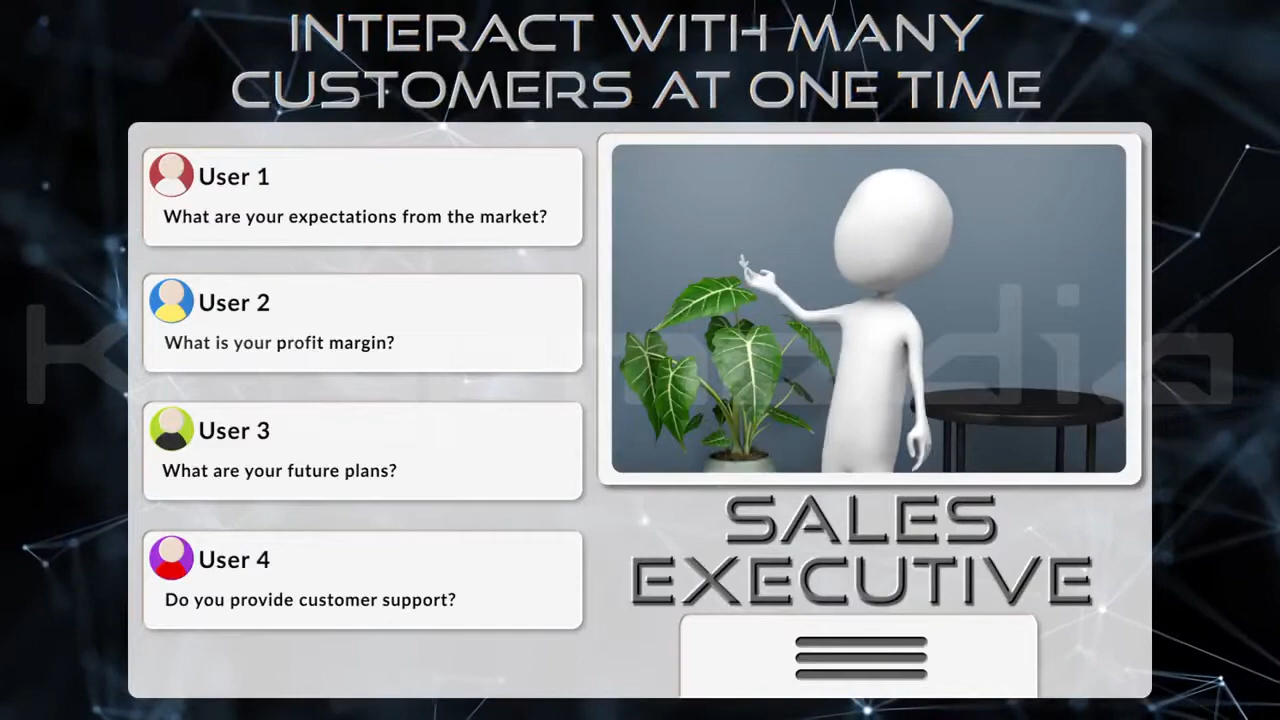 INTERACT WITH MANY
CUSTOMERS AT ONE TIME
User 1
What are your expectations from the market?
User 2
What is your profit margin?
User 3
What are your future plans?
User 4
Do you provide customer support?
SALES
EXECUTIVE